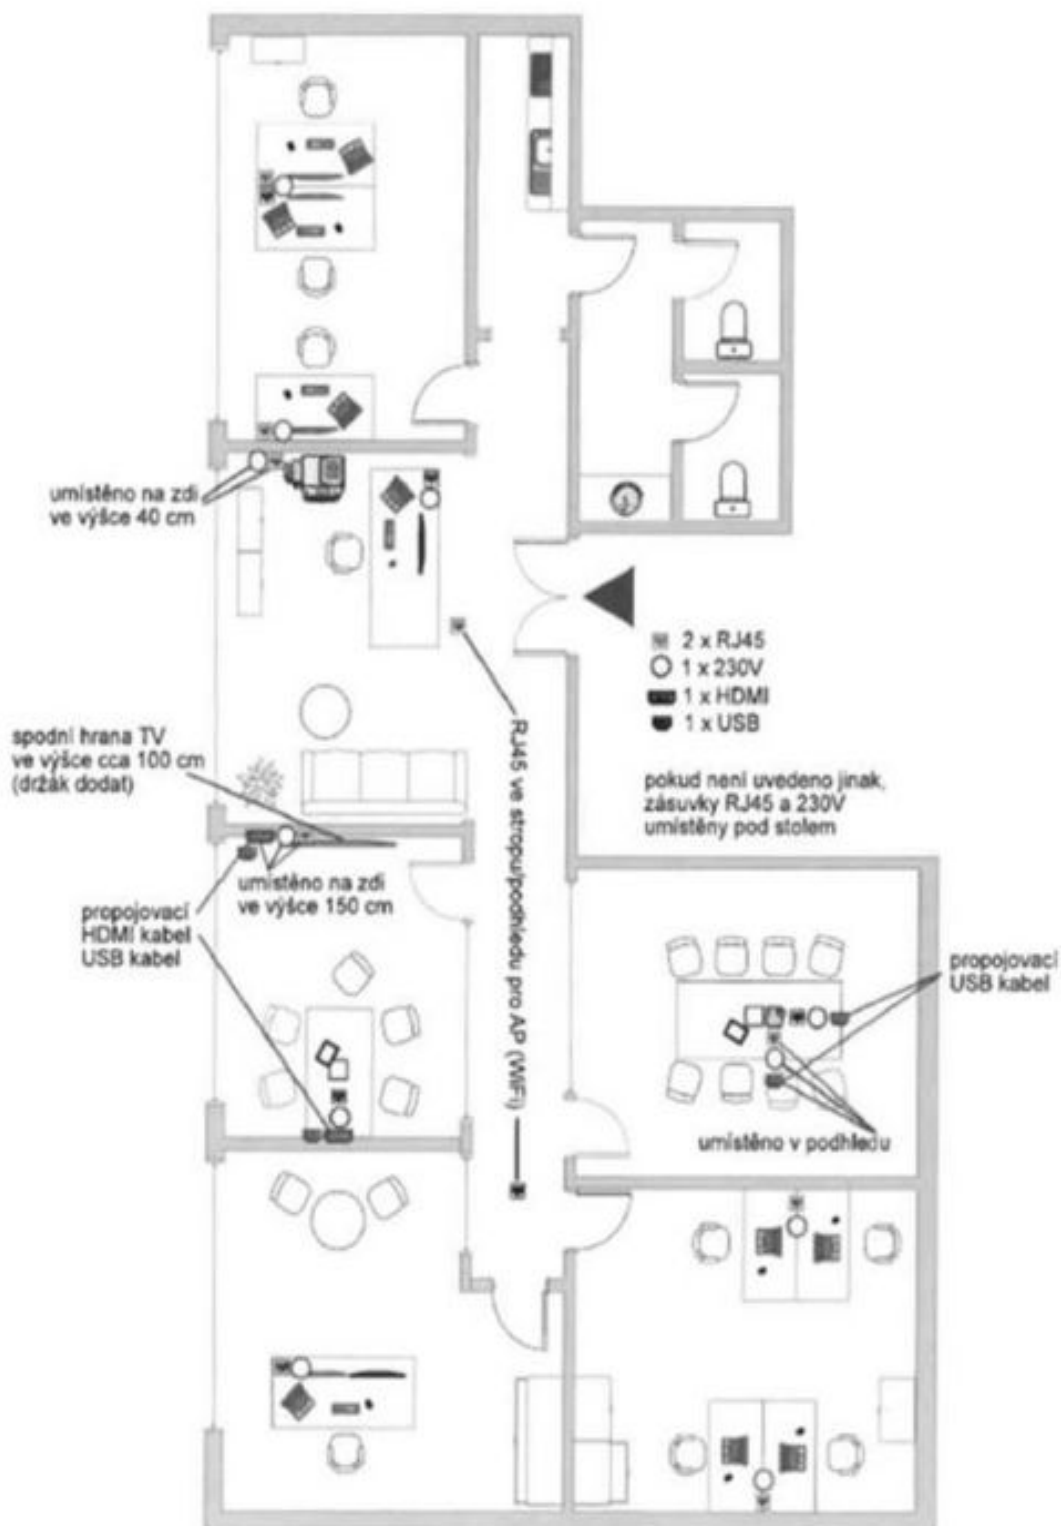 umístěno na zdi
ve výšce 40 cm
2 x RJ45
1 x 230V
1 x HDMI
1 x USB
spodní hrana TV
ve výšce cca 100 cm
(držák dodat)
RJ45 ve stropu/podhledu pro AP (WiFi)
pokud není uvedeno jinak,
zásuvky RJ45 a 230V
umístěny pod stolem
umístěno na zdi
ve výšce 150 cm
propojovací
HDMI kabel
USB kabel
propojovací
USB kabel
umístěno v podhledu